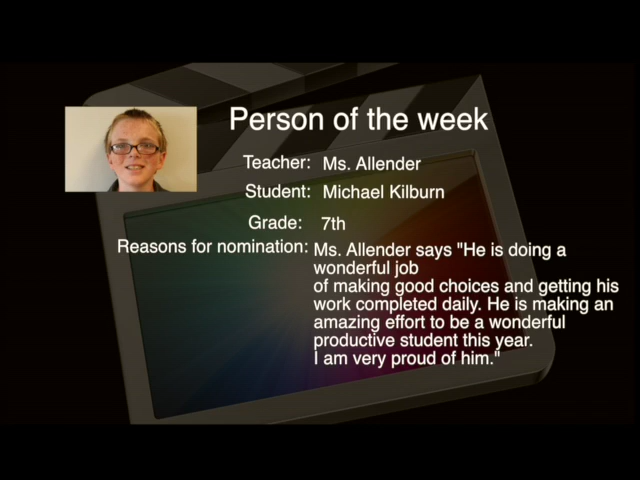 Person of the week
Teacher: Ms. Allender
Student: Michael Kilburn
Grade: 7th
Reasons for nomination: Ms. Allender says "He is doing a
wonderful job
of making good choices and getting his
work completed daily. He is making an
amazing effort to be a wonderful
productive student this year.
I am very proud of him."